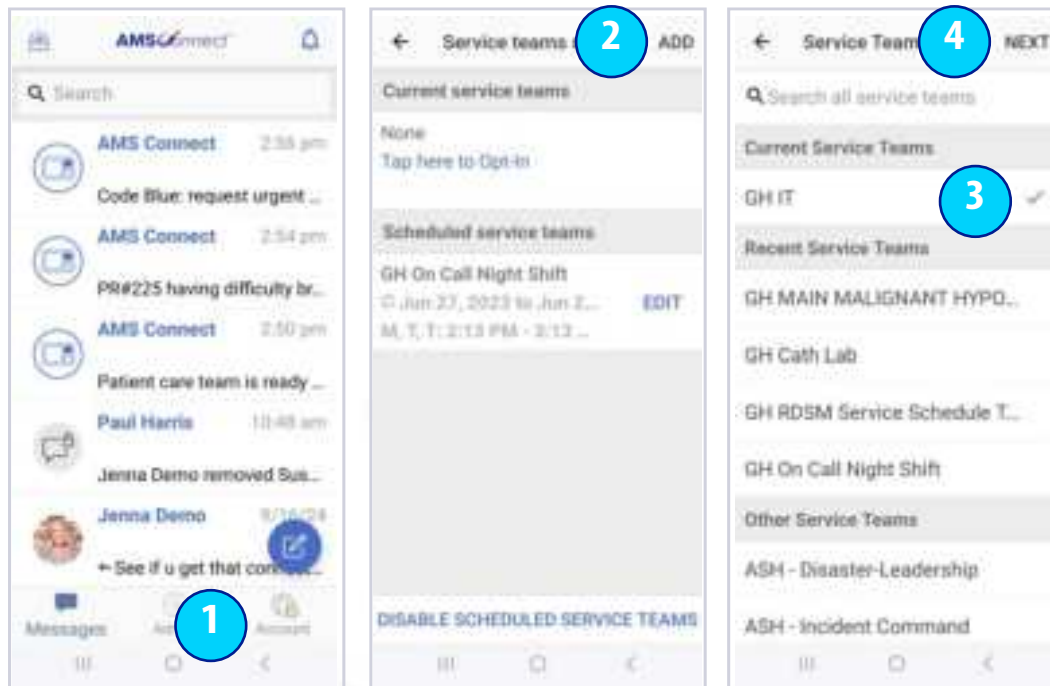 AMSConnect
Search
AMS Connect 2:56 pm
Code Blue: request urgent ...
AMS Connect 2:54 pm
PR#225 having difficulty br...
AMS Connect 2:50 pm
Patient care team is ready ...
Paul Harris 10:48 am
Jenna Demo removed Sus...
Jenna Demo 9/16/24
See if u get that
Messages 1 Account
Service teams 2 ADD
Current service teams
None
Tap here to Opt-In
Scheduled service teams
GH On Call Night Shift
Jun 27, 2023 to Jun 2... EDIT
M, T, T: 2:13 PM - 3:13 ...
DISABLE SCHEDULED SERVICE TEAMS
Service Team 4 NEXT
Search all service teams
Current Service Teams
GH IT 3
Recent Service Teams
GH MAIN MALIGNANT HYPO...
GH Cath Lab
GH RDSM Service Schedule T...
GH On Call Night Shift
Other Service Teams
ASH - Disaster-Leadership
ASH - Incident Command